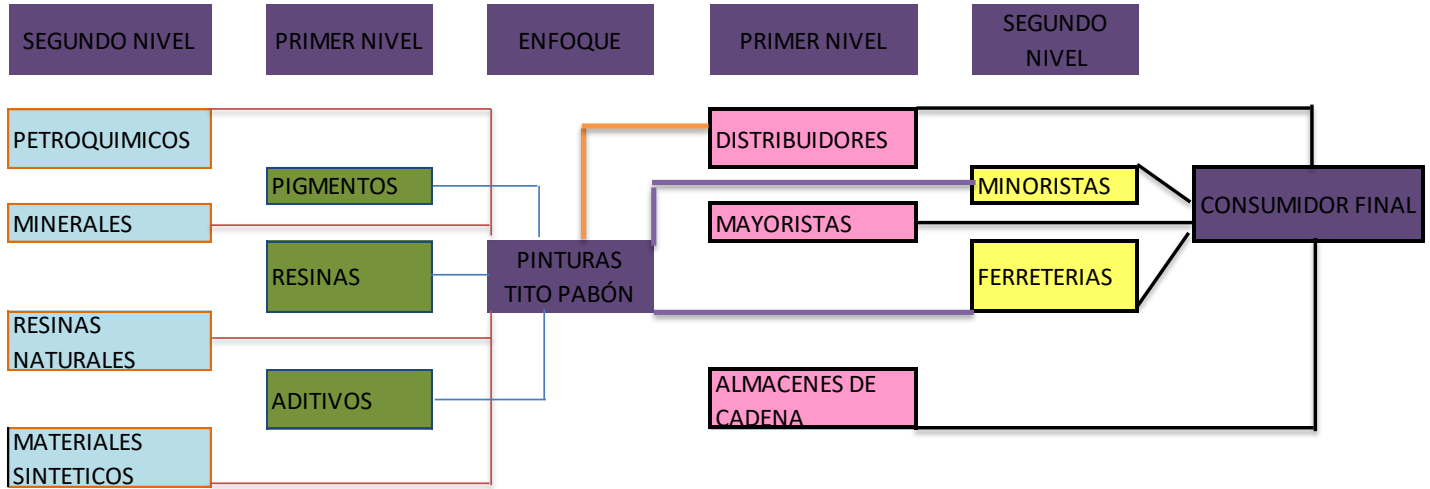 SEGUNDO NIVEL
PRIMER NIVEL
ENFOQUE
PRIMER NIVEL
SEGUNDO
NIVEL
PETROQUIMICOS
MINERALES
RESINAS
NATURALES
MATERIALES
SINTETICOS
PIGMENTOS
RESINAS
ADITIVOS
PINTURAS
TITO PABÓN
DISTRIBUIDORES
MAYORISTAS
ALMACENES DE
CADENA
MINORISTAS
FERRETERIAS
CONSUMIDOR FINAL